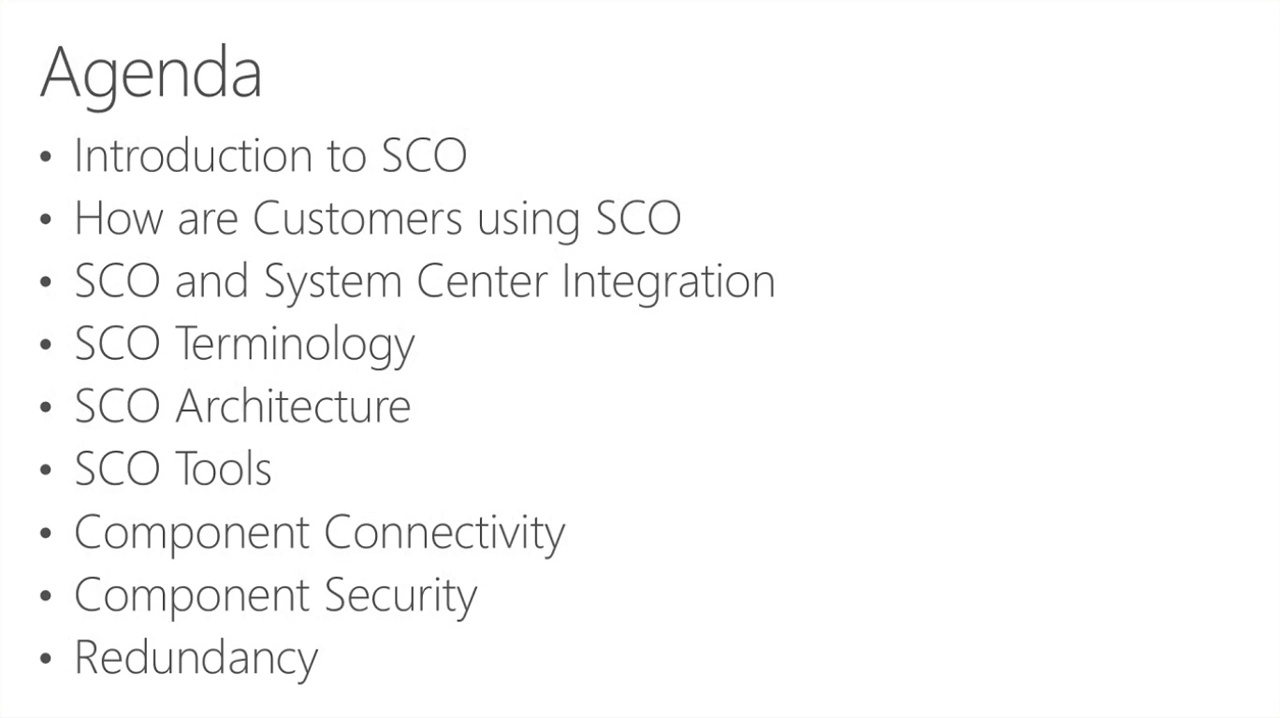 Agenda
• Introduction to SCO
• How are Customers using SCO
• SCO and System Center Integration
• SCO Terminology
• SCO Architecture
• SCO Tools
• Component Connectivity
• Component Security
• Redundancy